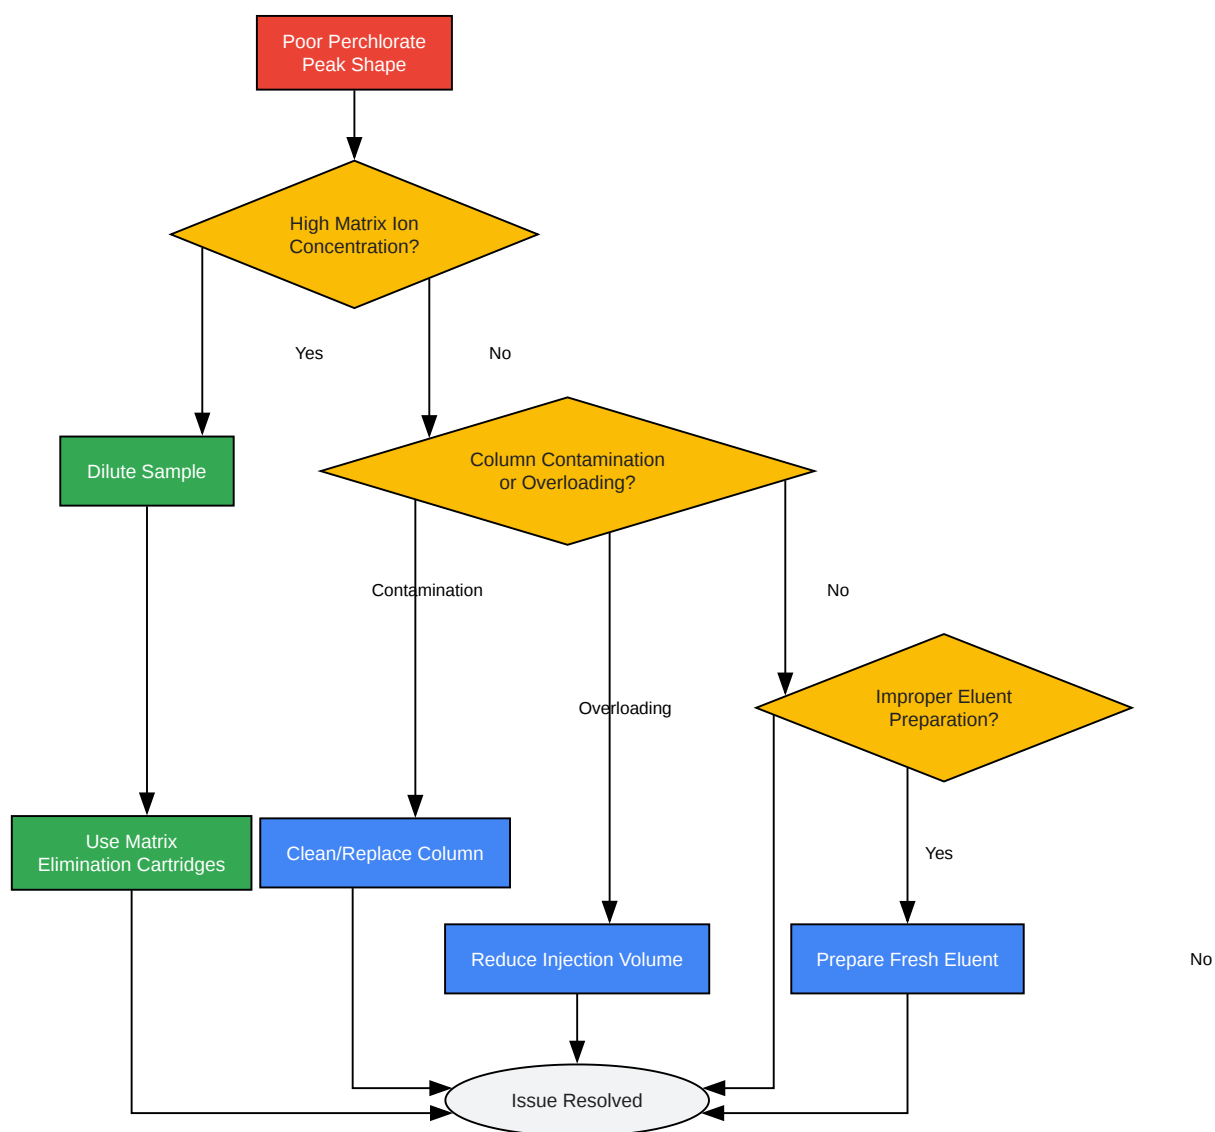 Poor Perchlorate
Peak Shape
High Matrix Ion
Concentration?
Yes
No
Dilute Sample
Column Contamination
or Overloading?
Contamination
No
Overloading
Improper Eluent
Preparation?
Use Matrix
Elimination Cartridges
Clean/Replace Column
Yes
Reduce Injection Volume
Prepare Fresh Eluent
No
Issue Resolved